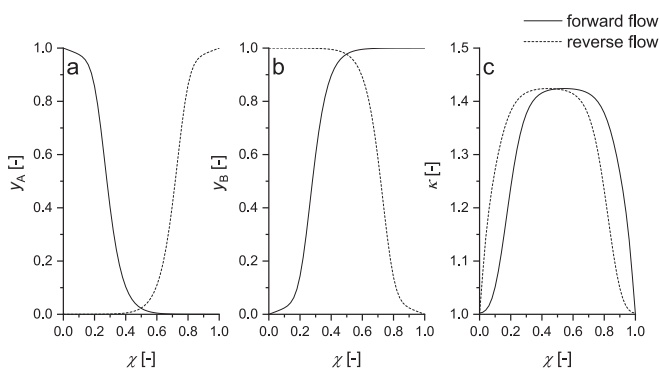 forward flow
reverse flow
a
b
c
1.0
0.8
0.6
0.4
0.2
0.0
y_A [-]
0.0 0.2 0.4 0.6 0.8 1.0
χ [-]
1.0
0.8
0.6
0.4
0.2
0.0
y_B [-]
0.0 0.2 0.4 0.6 0.8 1.0
χ [-]
1.5
1.4
1.3
1.2
1.1
1.0
κ [-]
0.0 0.2 0.4 0.6 0.8 1.0
χ [-]